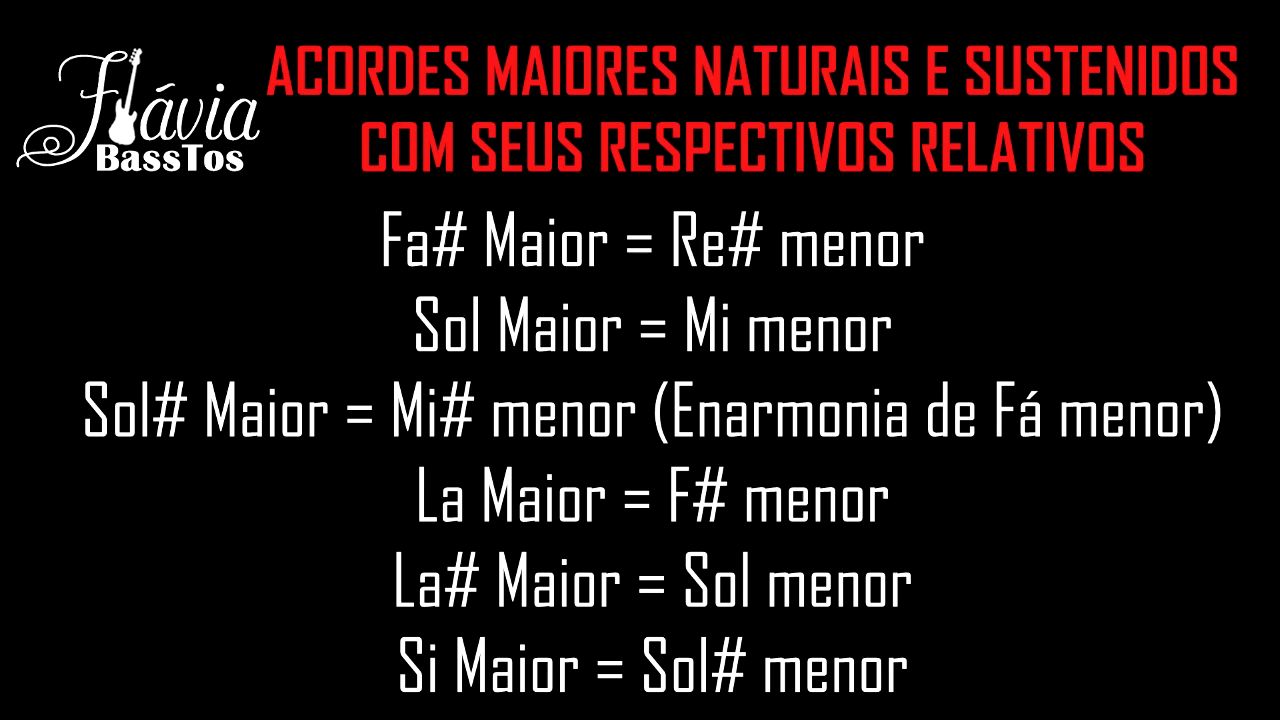 Flávia
BassTos
ACORDES MAIORES NATURAIS E SUSTENIDOS
COM SEUS RESPECTIVOS RELATIVOS
Fa# Maior = Re# menor
Sol Maior = Mi menor
Sol# Maior = Mi# menor (Enarmonia de Fá menor)
La Maior = F# menor
La# Maior = Sol menor
Si Maior = Sol# menor